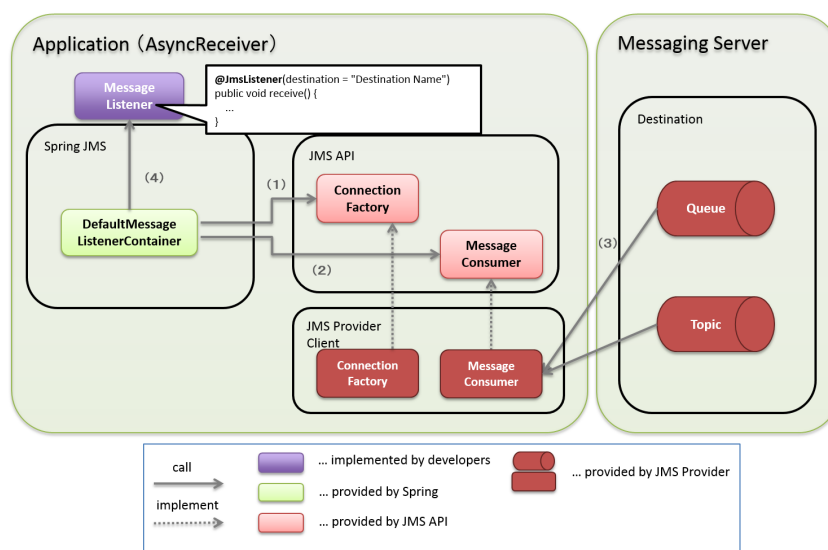 Application（AsyncReceiver）
Messaging Server
Message
Listener
@JmsListener(destination = "Destination Name")
public void receive() {
...
}
Spring JMS
(4)
DefaultMessage
ListenerContainer
(1)
(2)
JMS API
Connection
Factory
Message
Consumer
JMS Provider
Client
Connection
Factory
Message
Consumer
Destination
Queue
(3)
Topic
call
implement
... implemented by developers
... provided by Spring
... provided by JMS API
... provided by JMS Provider